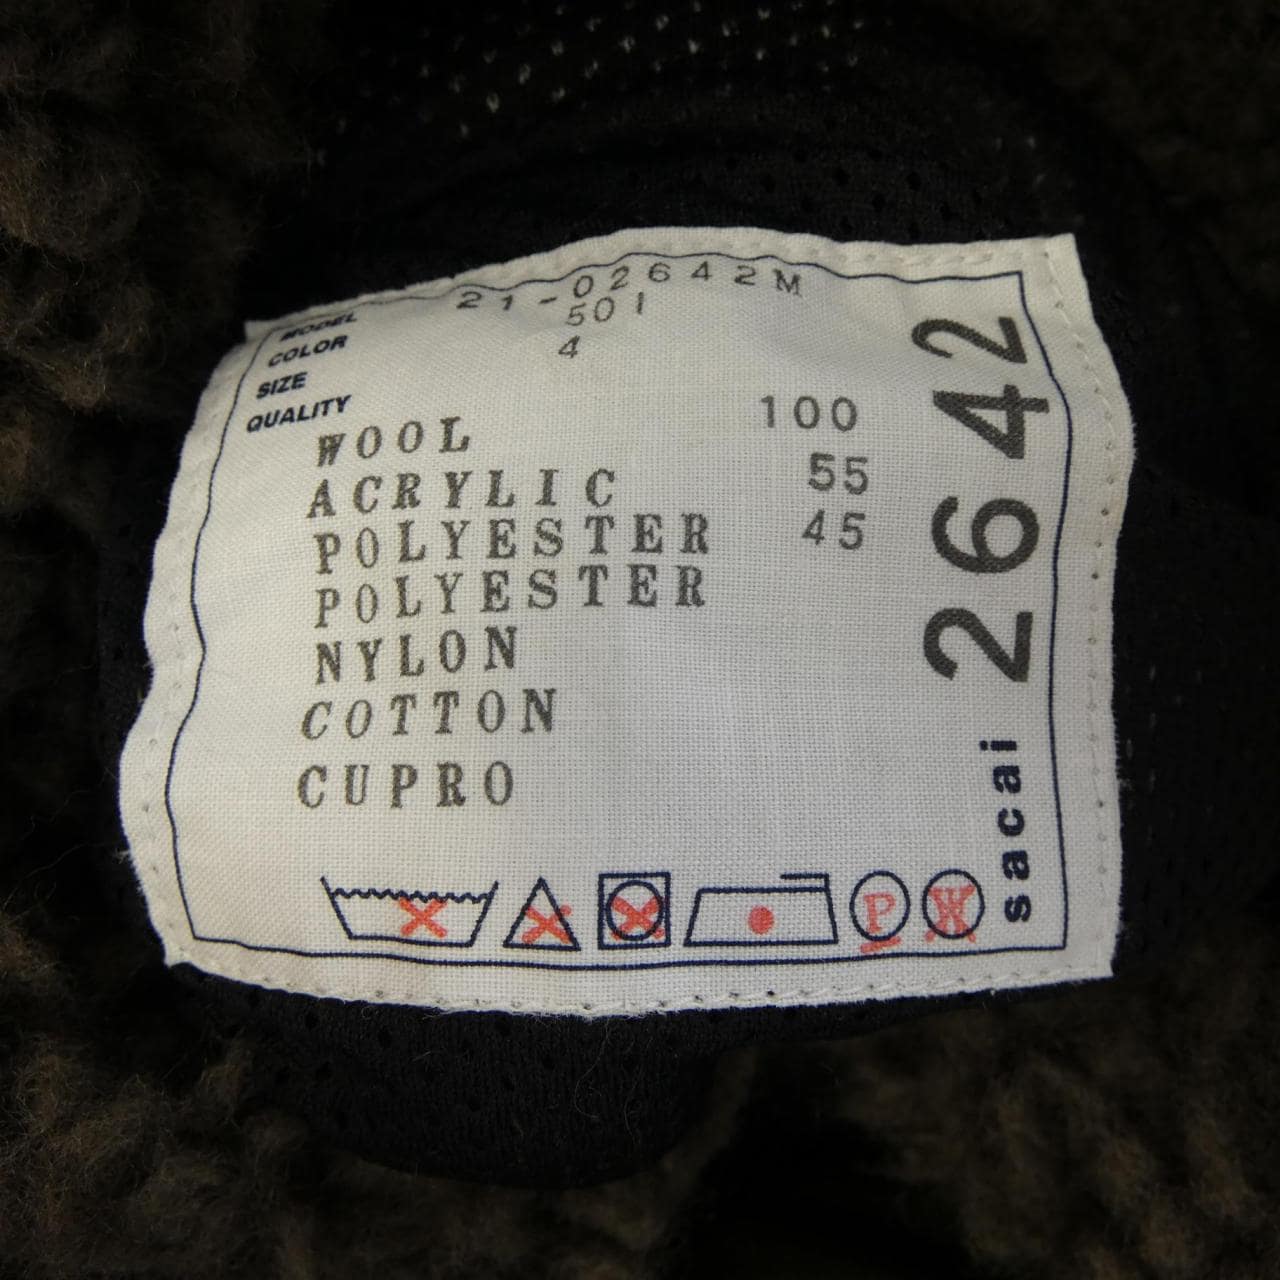 MODEL 21-02642M
COLOR 501
SIZE 4
QUALITY
WOOL 100
ACRYLIC 55
POLYESTER 45
POLYESTER
NYLON
COTTON
CUPRO
P W
sacai 2642